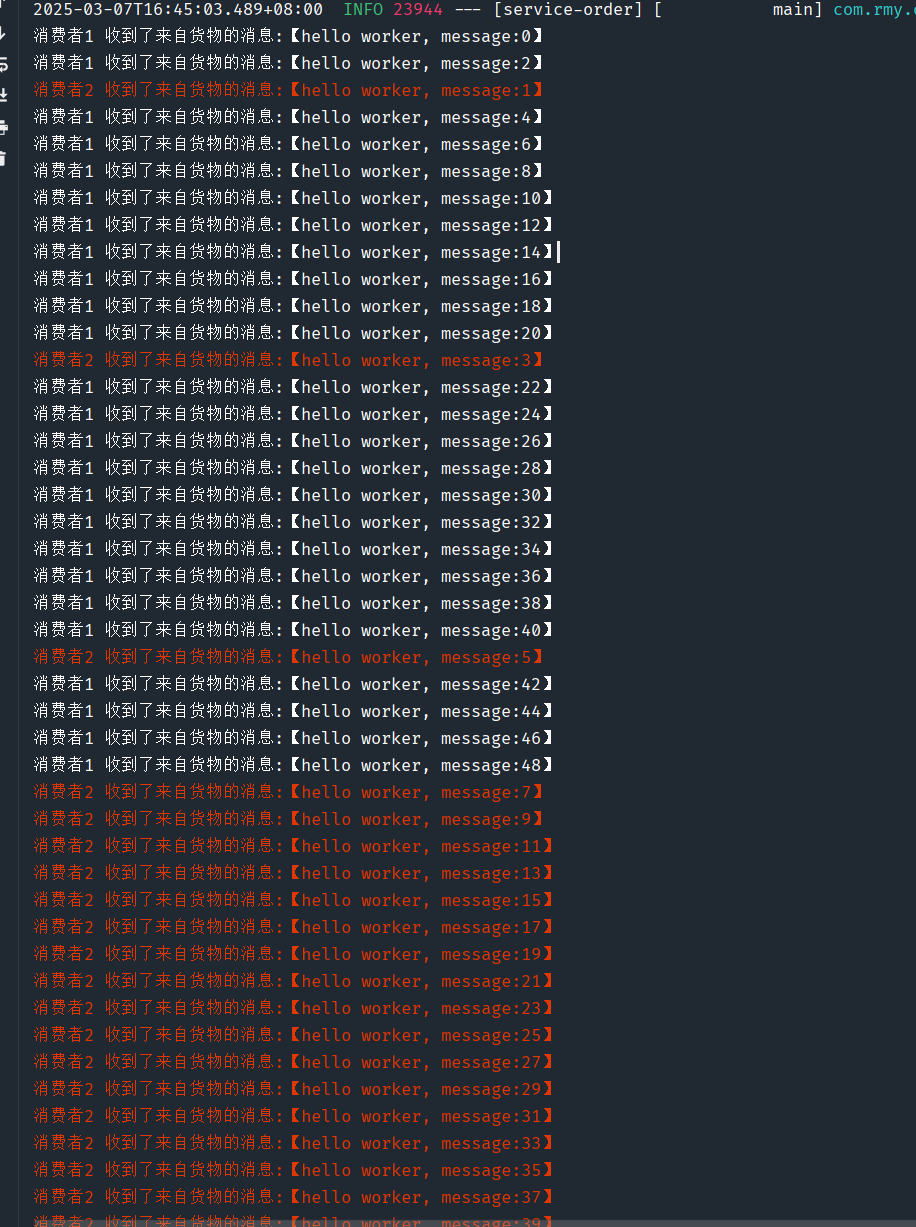 2025-03-07T16:45:03.489+08:00  INFO 23944 --- [service-order] [           main] com.rmy.
消费者1 收到了来自货物的消息:【hello worker, message:0】
消费者1 收到了来自货物的消息:【hello worker, message:2】
消费者2 收到了来自货物的消息:【hello worker, message:1】
消费者1 收到了来自货物的消息:【hello worker, message:4】
消费者1 收到了来自货物的消息:【hello worker, message:6】
消费者1 收到了来自货物的消息:【hello worker, message:8】
消费者1 收到了来自货物的消息:【hello worker, message:10】
消费者1 收到了来自货物的消息:【hello worker, message:12】
消费者1 收到了来自货物的消息:【hello worker, message:14】
消费者1 收到了来自货物的消息:【hello worker, message:16】
消费者1 收到了来自货物的消息:【hello worker, message:18】
消费者1 收到了来自货物的消息:【hello worker, message:20】
消费者2 收到了来自货物的消息:【hello worker, message:3】
消费者1 收到了来自货物的消息:【hello worker, message:22】
消费者1 收到了来自货物的消息:【hello worker, message:24】
消费者1 收到了来自货物的消息:【hello worker, message:26】
消费者1 收到了来自货物的消息:【hello worker, message:28】
消费者1 收到了来自货物的消息:【hello worker, message:30】
消费者1 收到了来自货物的消息:【hello worker, message:32】
消费者1 收到了来自货物的消息:【hello worker, message:34】
消费者1 收到了来自货物的消息:【hello worker, message:36】
消费者1 收到了来自货物的消息:【hello worker, message:38】
消费者1 收到了来自货物的消息:【hello worker, message:40】
消费者2 收到了来自货物的消息:【hello worker, message:5】
消费者1 收到了来自货物的消息:【hello worker, message:42】
消费者1 收到了来自货物的消息:【hello worker, message:44】
消费者1 收到了来自货物的消息:【hello worker, message:46】
消费者1 收到了来自货物的消息:【hello worker, message:48】
消费者2 收到了来自货物的消息:【hello worker, message:7】
消费者2 收到了来自货物的消息:【hello worker, message:9】
消费者2 收到了来自货物的消息:【hello worker, message:11】
消费者2 收到了来自货物的消息:【hello worker, message:13】
消费者2 收到了来自货物的消息:【hello worker, message:15】
消费者2 收到了来自货物的消息:【hello worker, message:17】
消费者2 收到了来自货物的消息:【hello worker, message:19】
消费者2 收到了来自货物的消息:【hello worker, message:21】
消费者2 收到了来自货物的消息:【hello worker, message:23】
消费者2 收到了来自货物的消息:【hello worker, message:25】
消费者2 收到了来自货物的消息:【hello worker, message:27】
消费者2 收到了来自货物的消息:【hello worker, message:29】
消费者2 收到了来自货物的消息:【hello worker, message:31】
消费者2 收到了来自货物的消息:【hello worker, message:33】
消费者2 收到了来自货物的消息:【hello worker, message:35】
消费者2 收到了来自货物的消息:【hello worker, message:37】
消费者2 收到了来自货物的消息:【hello worker, message:39】